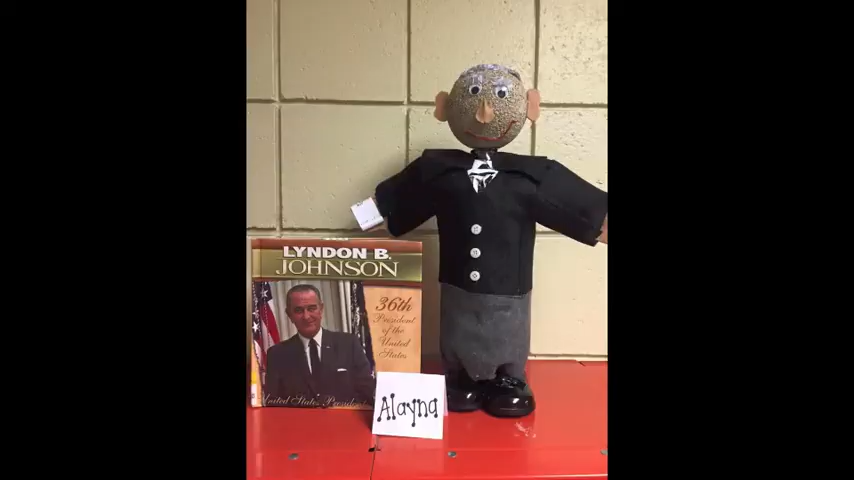 LYNDON B.
JOHNSON
36th
President
of the
United
States
United States Presidents
Alayna